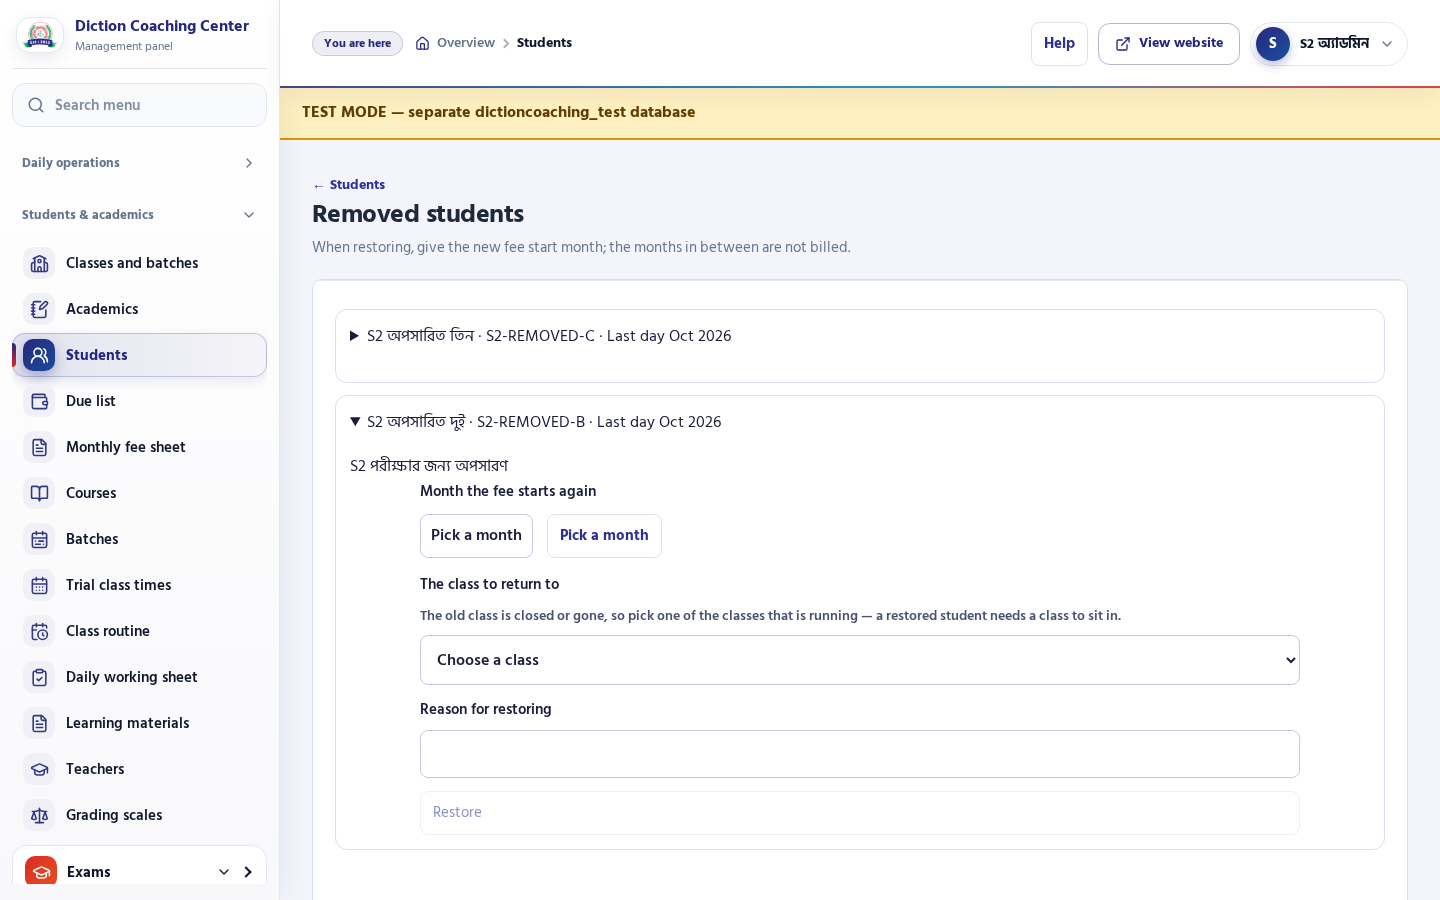 Diction Coaching Center
Management panel
Search menu
Daily operations
Students & academics
Classes and batches
Academics
Students
Due list
Monthly fee sheet
Courses
Batches
Trial class times
Class routine
Daily working sheet
Learning materials
Teachers
Grading scales
Exams
You are here
Overview > Students
Help
View website
S
S2 অ্যাডমিন
TEST MODE — separate dictioncoaching_test database
← Students
Removed students
When restoring, give the new fee start month; the months in between are not billed.
S2 অপসারিত তিন · S2-REMOVED-C · Last day Oct 2026
S2 অপসারিত দুই · S2-REMOVED-B · Last day Oct 2026
S2 পরীক্ষার জন্য অপসারণ
Month the fee starts again
Pick a month
Pick a month
The class to return to
The old class is closed or gone, so pick one of the classes that is running — a restored student needs a class to sit in.
Choose a class
Reason for restoring
Restore